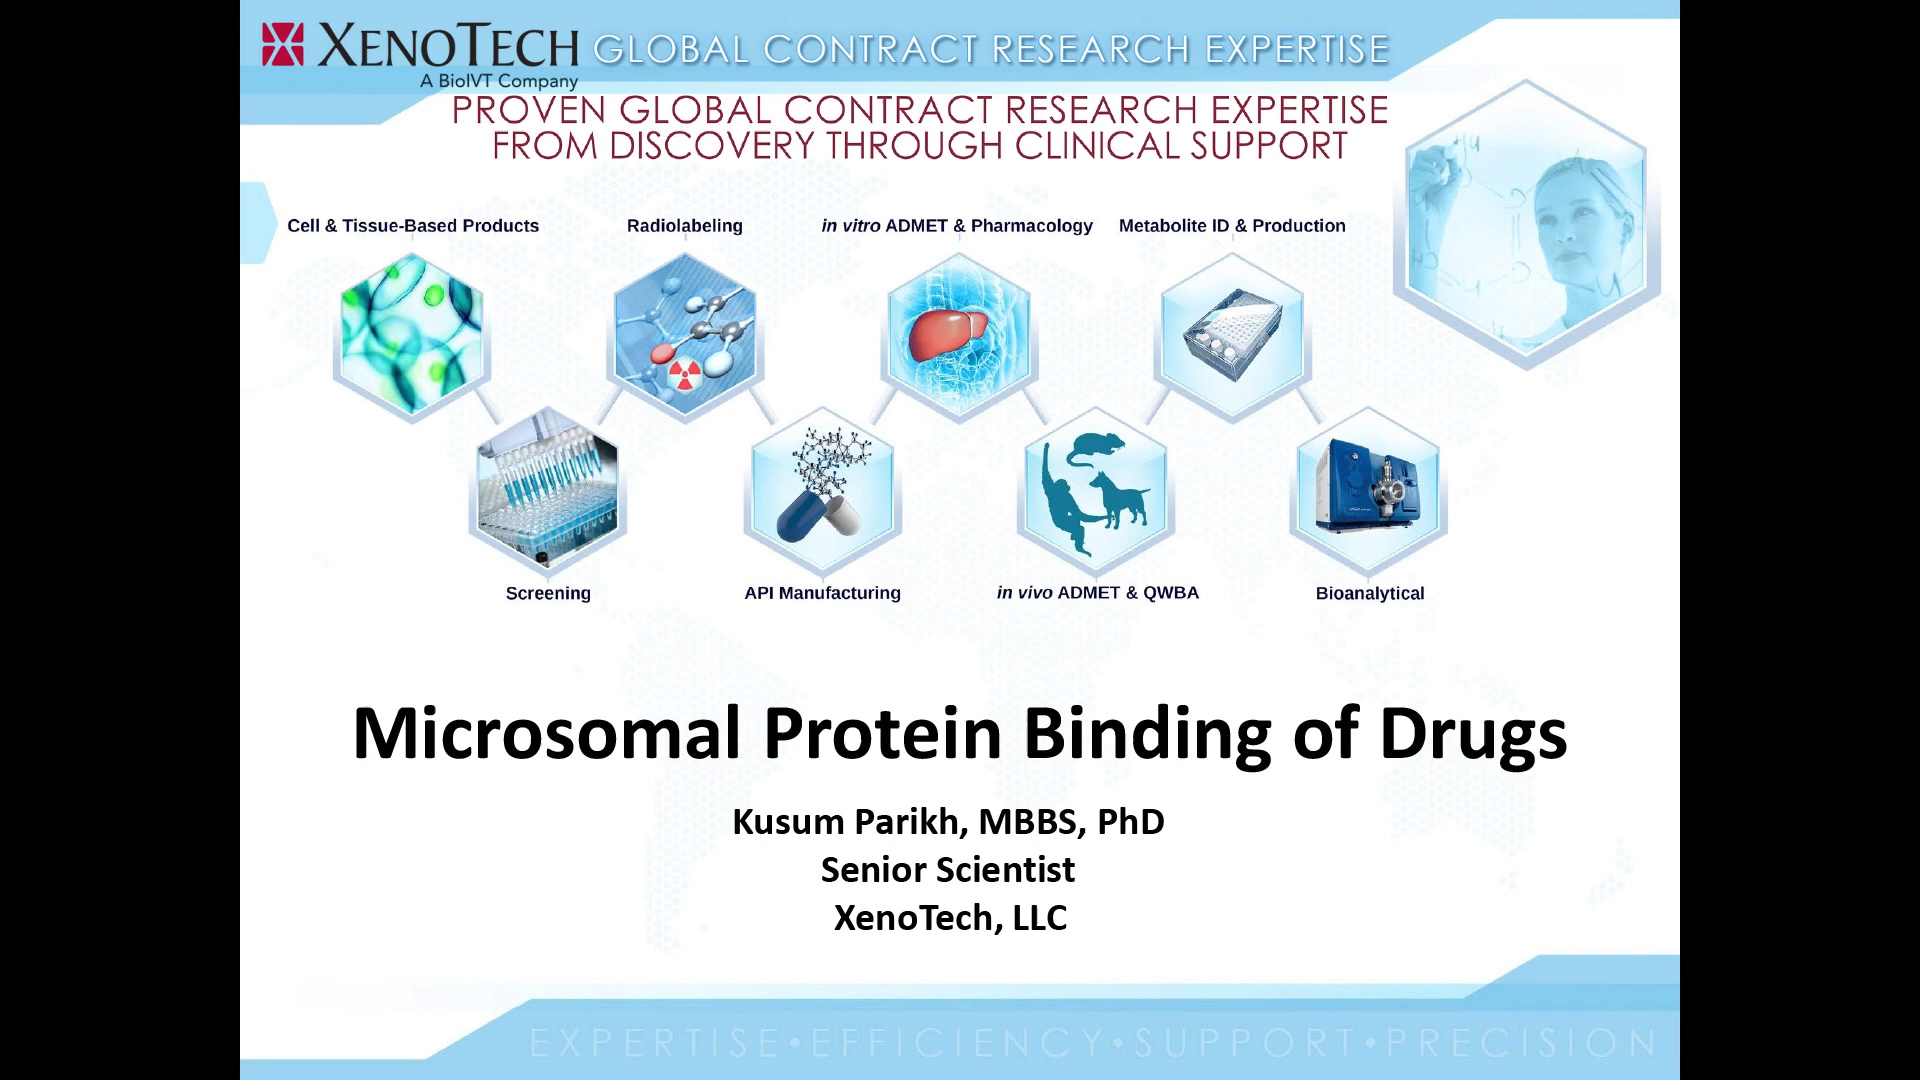 XENOTECH
A BioIVT Company
GLOBAL CONTRACT RESEARCH EXPERTISE
PROVEN GLOBAL CONTRACT RESEARCH EXPERTISE
FROM DISCOVERY THROUGH CLINICAL SUPPORT
Cell & Tissue-Based Products
Radiolabeling
in vitro ADMET & Pharmacology
Metabolite ID & Production
Screening
API Manufacturing
in vivo ADMET & QWBA
Bioanalytical
Microsomal Protein Binding of Drugs
Kusum Parikh, MBBS, PhD
Senior Scientist
XenoTech, LLC
EXPERTISE•EFFICIENCY•SUPPORT•PRECISION